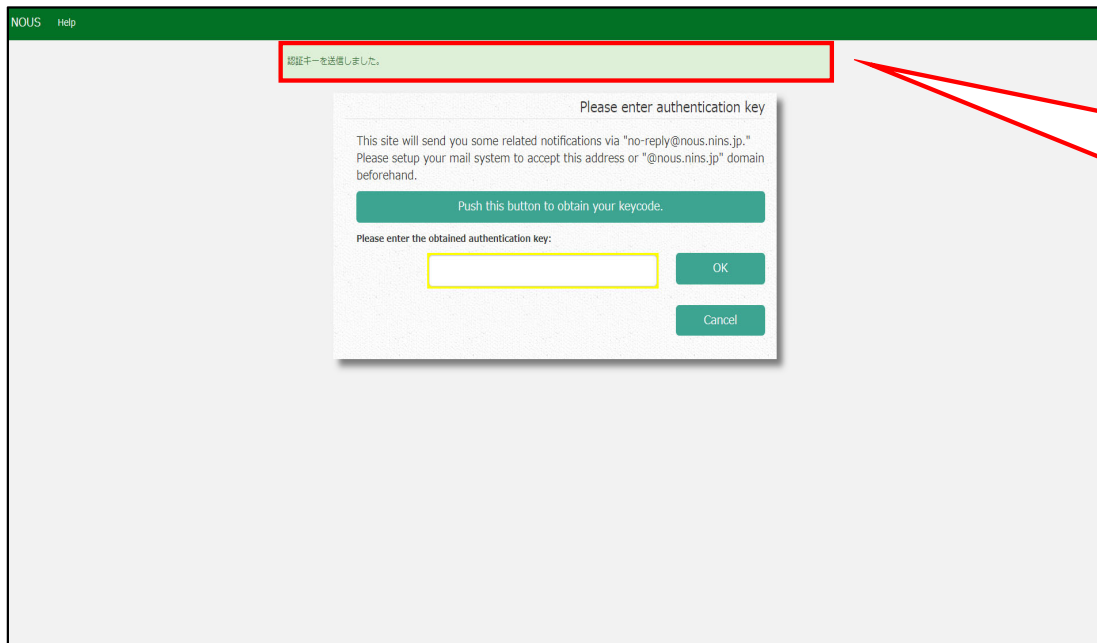 NOUS Help
認証キーを送信しました。
Please enter authentication key
This site will send you some related notifications via "no-reply@nous.nins.jp."
Please setup your mail system to accept this address or "@nous.nins.jp" domain
beforehand.
Push this button to obtain your keycode.
Please enter the obtained authentication key:
OK
Cancel